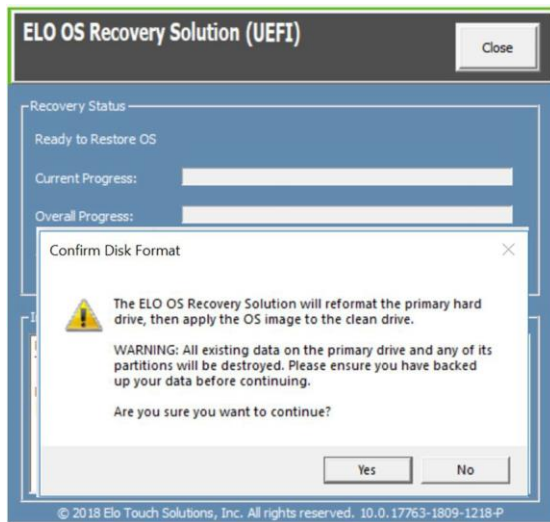 ELO OS Recovery Solution (UEFI)
Close
Recovery Status
Ready to Restore OS
Current Progress:
Overall Progress:
Confirm Disk Format
The ELO OS Recovery Solution will reformat the primary hard
drive, then apply the OS image to the clean drive.
WARNING: All existing data on the primary drive and any of its
partitions will be destroyed. Please ensure you have backed
up your data before continuing.
Are you sure you want to continue?
Yes
No
© 2018 Elo Touch Solutions, Inc. All rights reserved. 10.0.17763-1809-1218-P